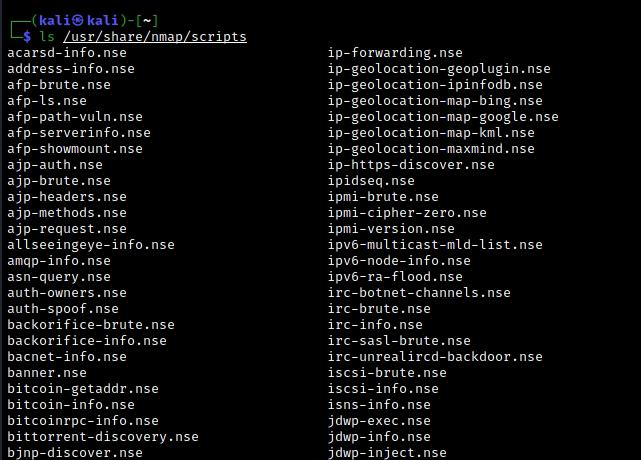 ┌──(kali㉿kali)-[~]
└─$ ls /usr/share/nmap/scripts
acarsd-info.nse ip-forwarding.nse
address-info.nse ip-geolocation-geoplugin.nse
afp-brute.nse ip-geolocation-ipinfodb.nse
afp-ls.nse ip-geolocation-map-bing.nse
afp-path-vuln.nse ip-geolocation-map-google.nse
afp-serverinfo.nse ip-geolocation-map-kml.nse
afp-showmount.nse ip-geolocation-maxmind.nse
ajp-auth.nse ip-https-discover.nse
ajp-brute.nse ipidseq.nse
ajp-headers.nse ipmi-brute.nse
ajp-methods.nse ipmi-cipher-zero.nse
ajp-request.nse ipmi-version.nse
allseeingeye-info.nse ipv6-multicast-mld-list.nse
amqp-info.nse ipv6-node-info.nse
asn-query.nse ipv6-ra-flood.nse
auth-owners.nse irc-botnet-channels.nse
auth-spoof.nse irc-brute.nse
backorifice-brute.nse irc-info.nse
backorifice-info.nse irc-sasl-brute.nse
bacnet-info.nse irc-unrealircd-backdoor.nse
banner.nse iscsi-brute.nse
bitcoin-getaddr.nse iscsi-info.nse
bitcoin-info.nse isns-info.nse
bitcoinrpc-info.nse jdwp-exec.nse
bittorrent-discovery.nse jdwp-info.nse
bjnp-discover.nse jdwp-inject.nse